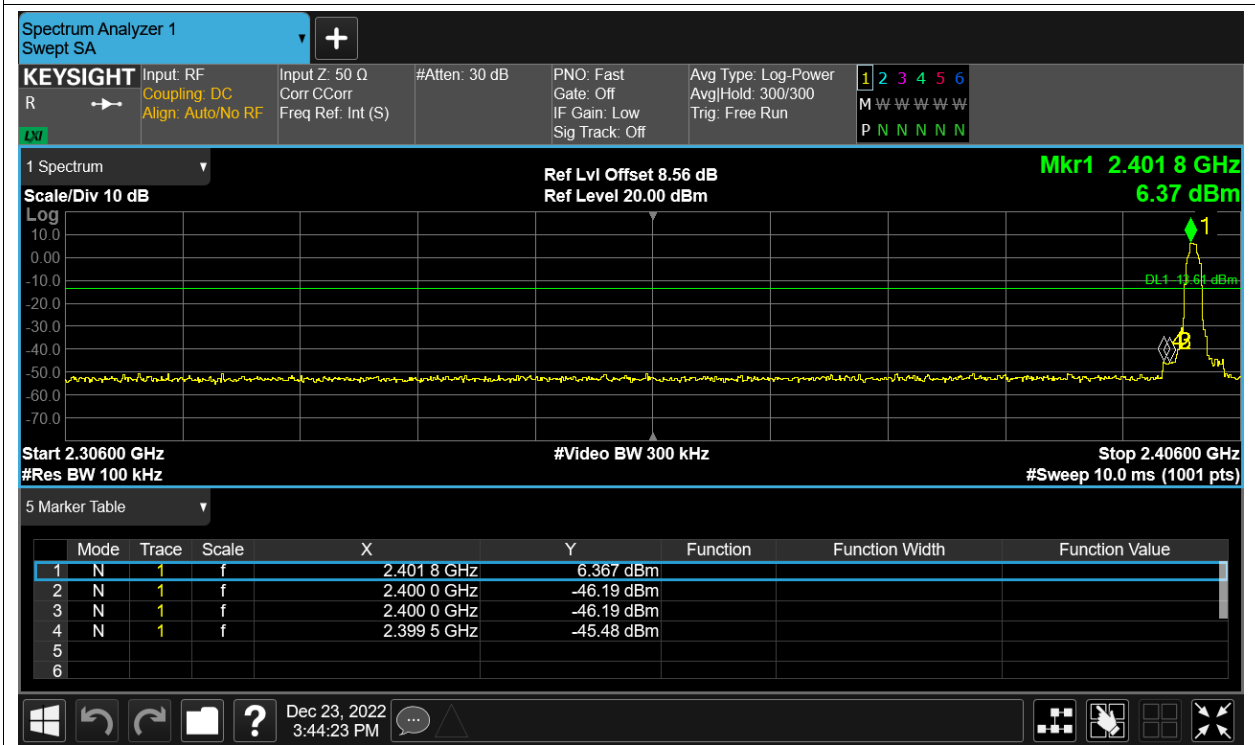 Spectrum Analyzer 1
Swept SA
+
KEYSIGHT
R
LXI
Input: RF
Coupling: DC
Align: Auto/No RF
Input Z: 50 Ω
Corr CCorr
Freq Ref: Int (S)
#Atten: 30 dB
PNO: Fast
Gate: Off
IF Gain: Low
Sig Track: Off
Avg Type: Log-Power
Avg|Hold: 300/300
Trig: Free Run
1 2 3 4 5 6
M W W W W W
P N N N N N
1 Spectrum
Scale/Div 10 dB
Ref Lvl Offset 8.56 dB
Ref Level 20.00 dBm
Mkr1 2.401 8 GHz
6.37 dBm
Log
10.0
0.00
-10.0
-20.0
-30.0
-40.0
-50.0
-60.0
-70.0
1
DL1 -13.61 dBm
Start 2.30600 GHz
#Res BW 100 kHz
#Video BW 300 kHz
Stop 2.40600 GHz
#Sweep 10.0 ms (1001 pts)
5 Marker Table
Mode Trace Scale X Y Function Function Width Function Value
1 N 1 f 2.401 8 GHz 6.367 dBm
2 N 1 f 2.400 0 GHz -46.19 dBm
3 N 1 f 2.400 0 GHz -46.19 dBm
4 N 1 f 2.399 5 GHz -45.48 dBm
5
6
?
Dec 23, 2022
3:44:23 PM